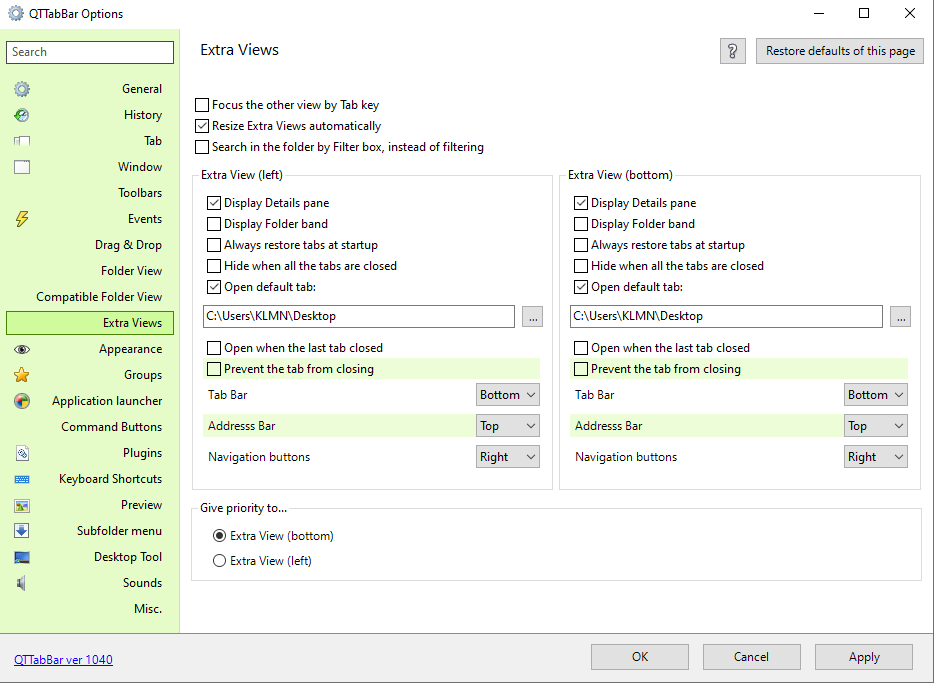 QTTabBar Options
Search
General
History
Tab
Window
Toolbars
Events
Drag & Drop
Folder View
Compatible Folder View
Extra Views
Appearance
Groups
Application launcher
Command Buttons
Plugins
Keyboard Shortcuts
Preview
Subfolder menu
Desktop Tool
Sounds
Misc.
Extra Views
?
Restore defaults of this page
Focus the other view by Tab key
Resize Extra Views automatically
Search in the folder by Filter box, instead of filtering
Extra View (left)
Display Details pane
Display Folder band
Always restore tabs at startup
Hide when all the tabs are closed
Open default tab:
C:\Users\KLMN\Desktop
...
Open when the last tab closed
Prevent the tab from closing
Tab Bar Bottom
Addresss Bar Top
Navigation buttons Right
Extra View (bottom)
Display Details pane
Display Folder band
Always restore tabs at startup
Hide when all the tabs are closed
Open default tab:
C:\Users\KLMN\Desktop
...
Open when the last tab closed
Prevent the tab from closing
Tab Bar Bottom
Addresss Bar Top
Navigation buttons Right
Give priority to...
Extra View (bottom)
Extra View (left)
QTTabBar ver 1040
OK Cancel Apply